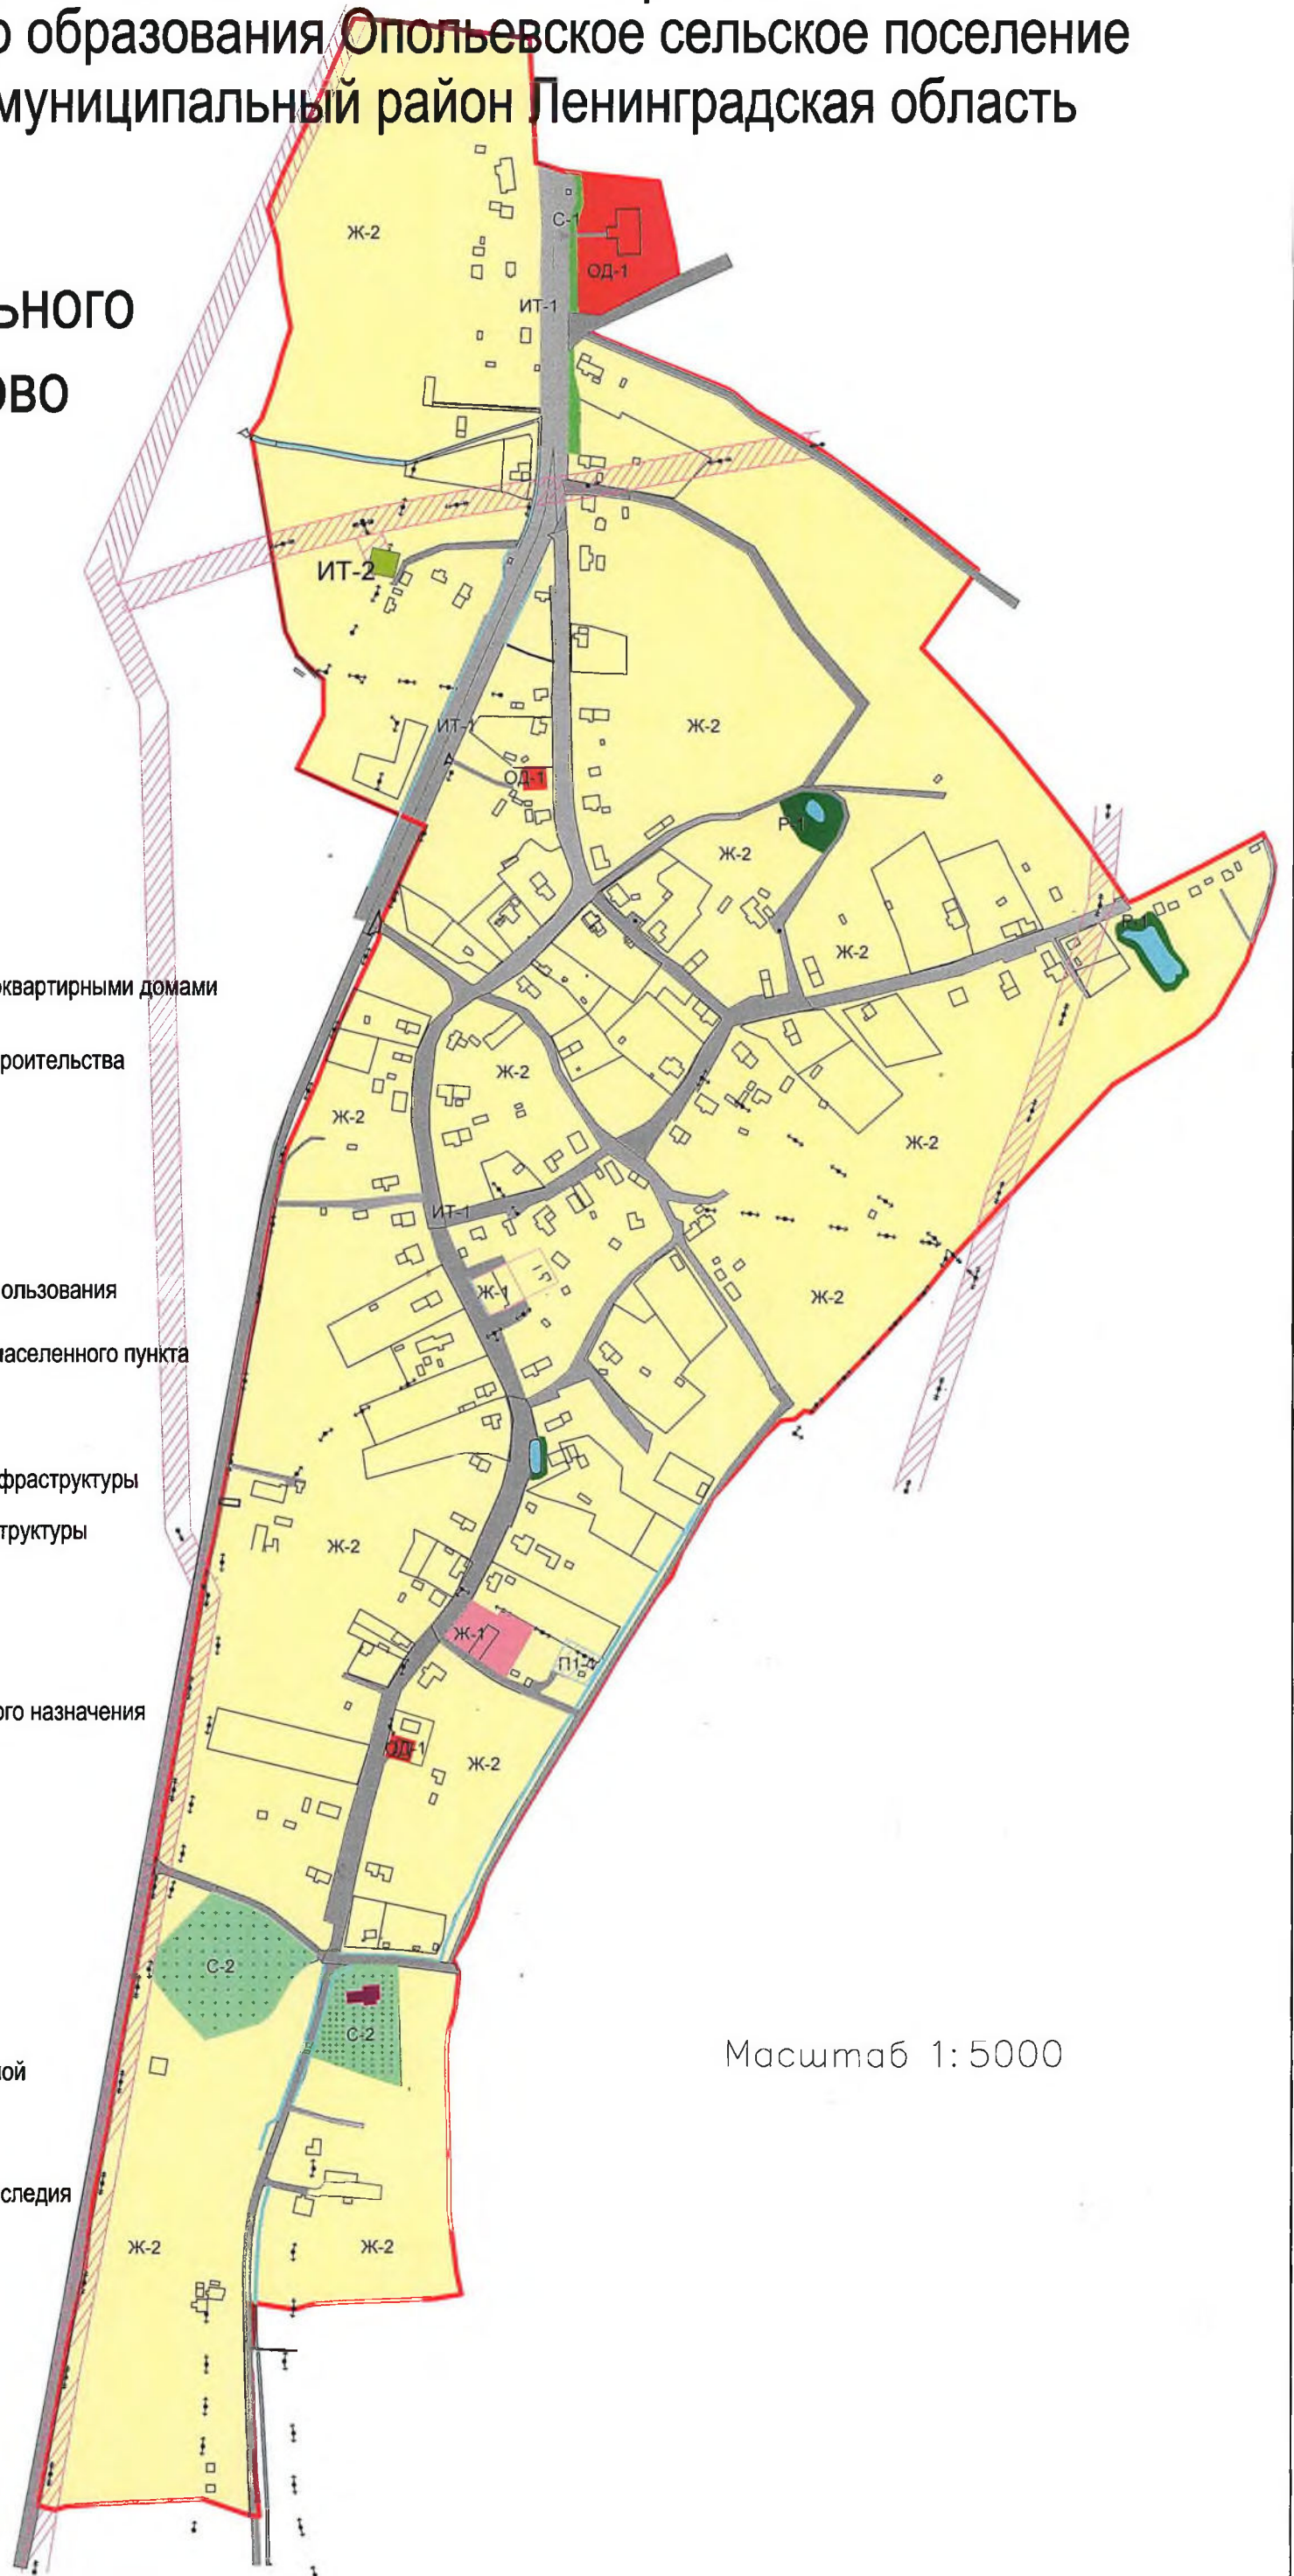 о образования Опольевское сельское поселение
муниципальный район Ленинградская область
Ж-2
С-1
ОД-1
ьного
ИТ-1
ово
ИТ-2
ИТ-1
Ж-2
ОД-1
Р-1
Ж-2
Р-1
Ж-2
оквартирными домами
роительства
Ж-2
Ж-2
Ж-2
ИТ-1
ользования
Ж-1
Ж-2
населенного пункта
фраструктуры
труктуры
Ж-2
Ж-1
П1-4
ого назначения
ОД-1
Ж-2
С-2
С-2
Масштаб 1:5000
ной
следия
Ж-2
Ж-2